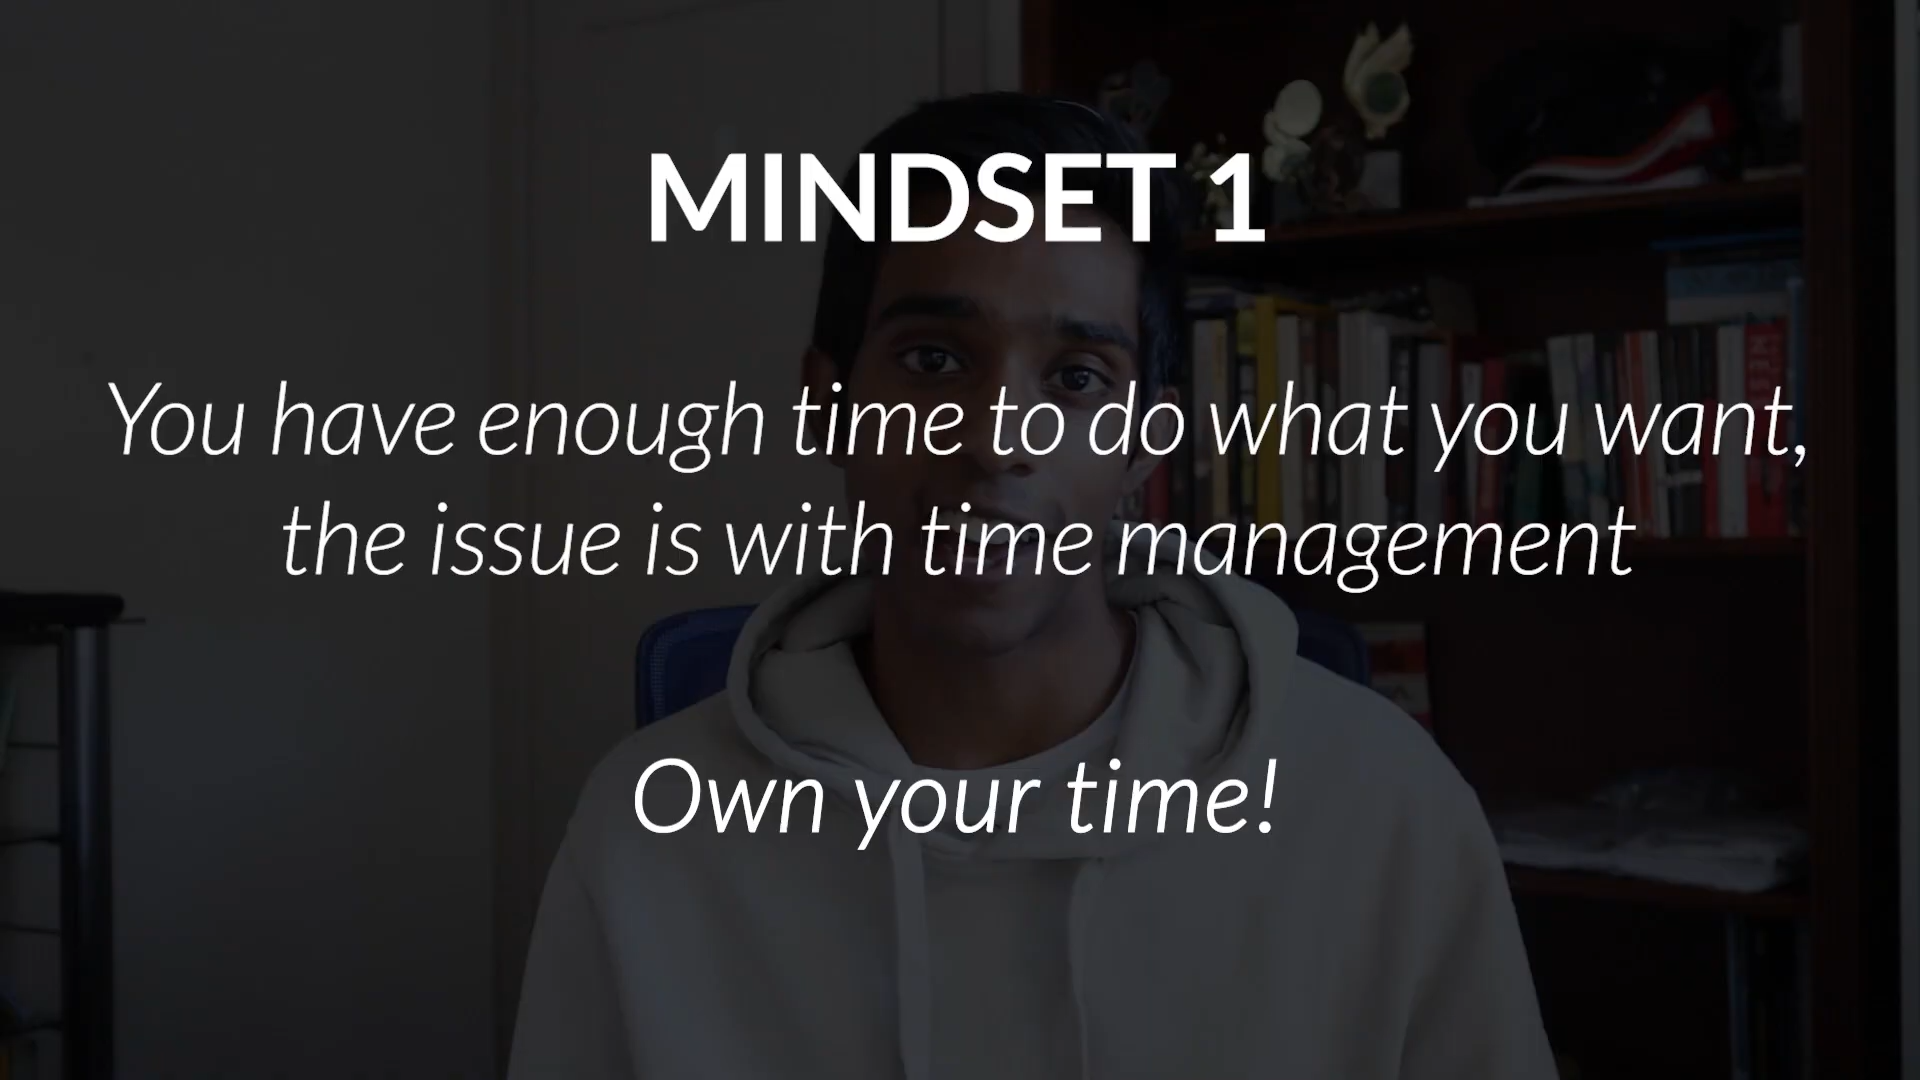 MINDSET 1
You have enough time to do what you want,
the issue is with time management
Own your time!